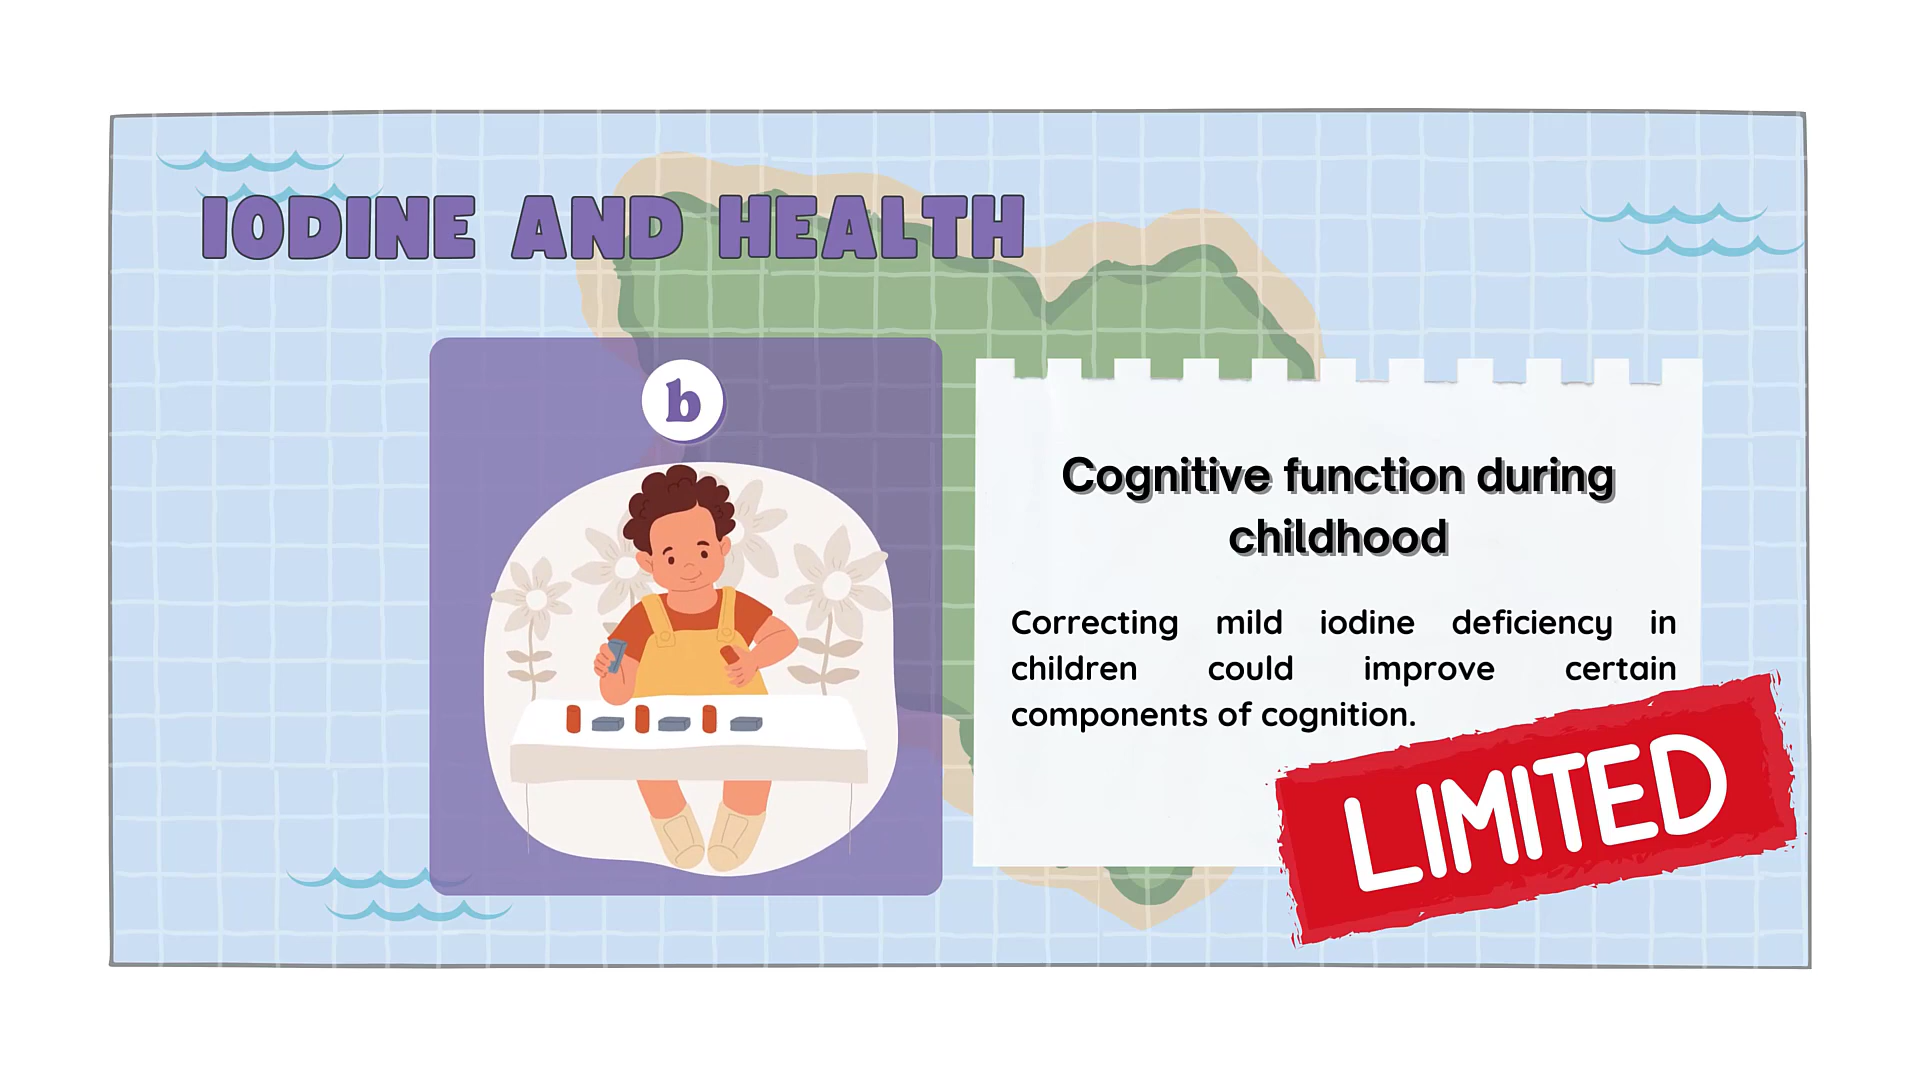 IODINE AND HEALTH
b
Cognitive function during
childhood
Correcting mild iodine deficiency in
children could improve certain
components of cognition.
LIMITED